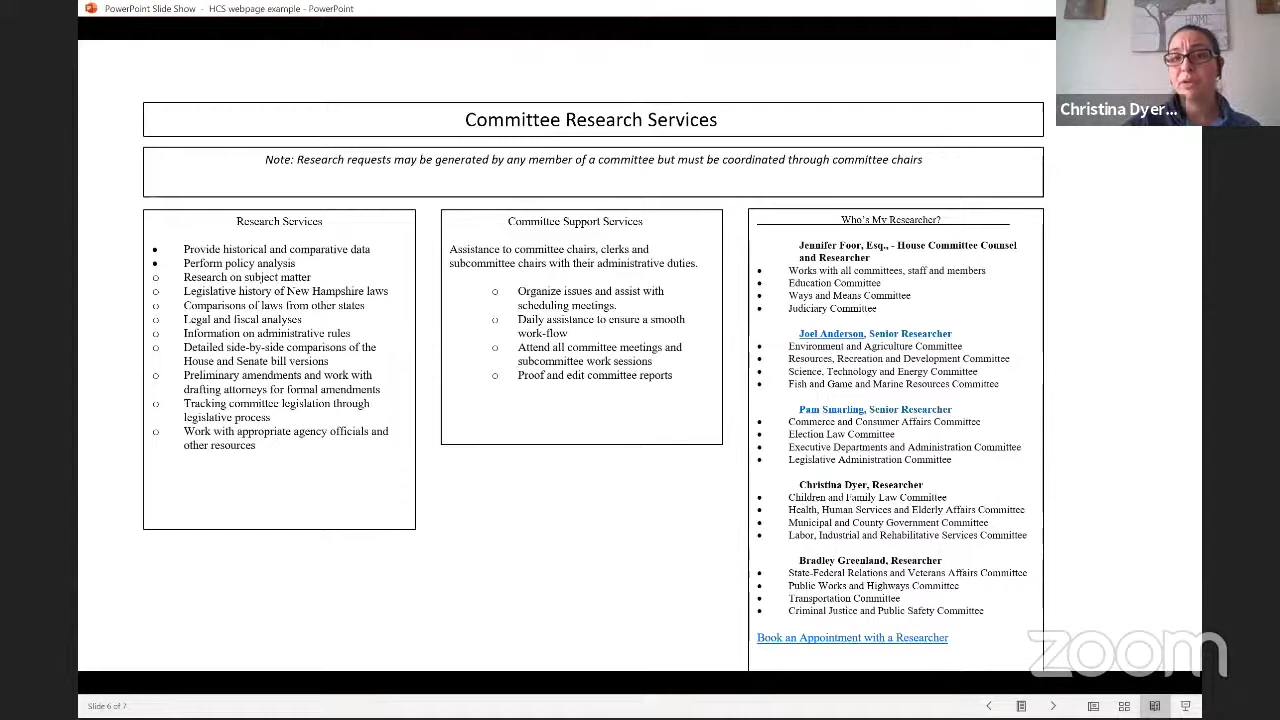 PowerPoint Slide Show - HCS webpage example - PowerPoint
HOME
Christina Dyer...
Committee Research Services
Note: Research requests may be generated by any member of a committee but must be coordinated through committee chairs
Research Services
• Provide historical and comparative data
• Perform policy analysis
o Research on subject matter
o Legislative history of New Hampshire laws
o Comparisons of laws from other states
o Legal and fiscal analyses
o Information on administrative rules
o Detailed side-by-side comparisons of the
House and Senate bill versions
o Preliminary amendments and work with
drafting attorneys for formal amendments
o Tracking committee legislation through
legislative process
o Work with appropriate agency officials and
other resources
Committee Support Services
Assistance to committee chairs, clerks and
subcommittee chairs with their administrative duties.
o Organize issues and assist with
scheduling meetings.
o Daily assistance to ensure a smooth
work-flow
o Attend all committee meetings and
subcommittee work sessions
o Proof and edit committee reports
Who's My Researcher?
Jennifer Foor, Esq., - House Committee Counsel
and Researcher
• Works with all committees, staff and members
• Education Committee
• Ways and Means Committee
• Judiciary Committee
Joel Anderson, Senior Researcher
• Environment and Agriculture Committee
• Resources, Recreation and Development Committee
• Science, Technology and Energy Committee
• Fish and Game and Marine Resources Committee
Pam Smarling, Senior Researcher
• Commerce and Consumer Affairs Committee
• Election Law Committee
• Executive Departments and Administration Committee
• Legislative Administration Committee
Christina Dyer, Researcher
• Children and Family Law Committee
• Health, Human Services and Elderly Affairs Committee
• Municipal and County Government Committee
• Labor, Industrial and Rehabilitative Services Committee
Bradley Greenland, Researcher
• State-Federal Relations and Veterans Affairs Committee
• Public Works and Highways Committee
• Transportation Committee
• Criminal Justice and Public Safety Committee
Book an Appointment with a Researcher
zoom
Slide 6 of 7